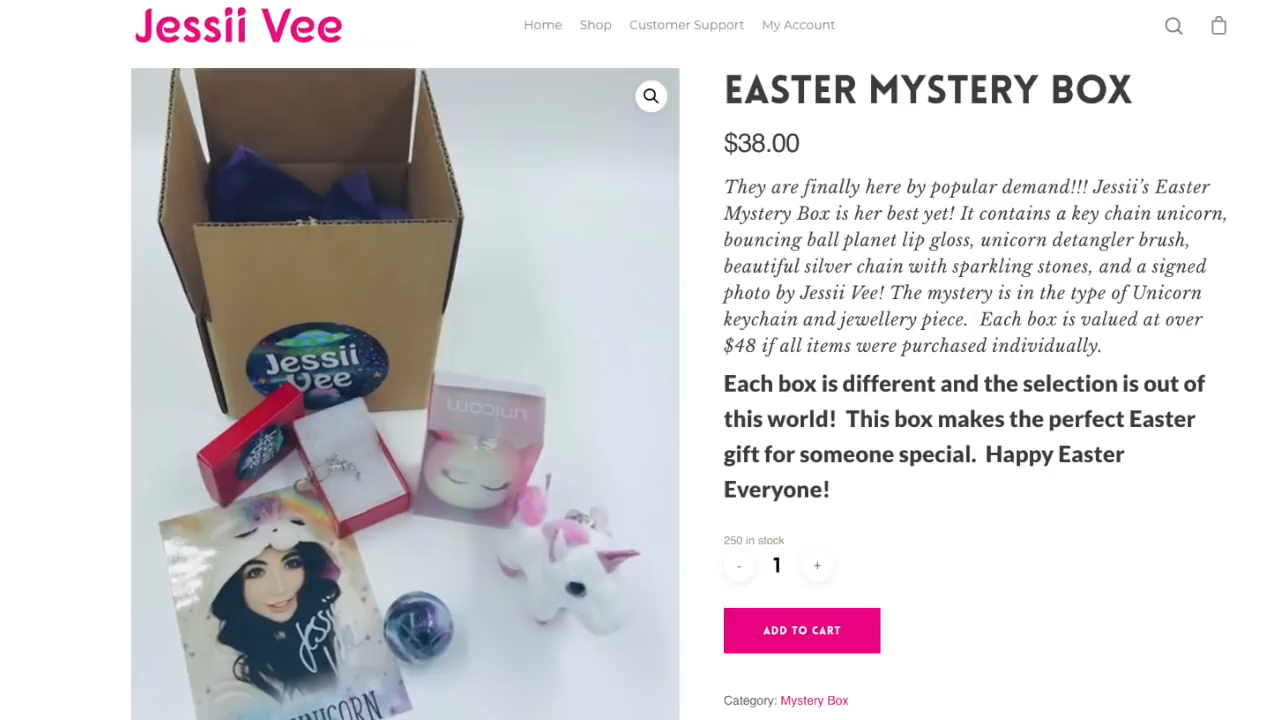 Jessii Vee
Home Shop Customer Support My Account
EASTER MYSTERY BOX
$38.00
They are finally here by popular demand!!! Jessii’s Easter
Mystery Box is her best yet! It contains a key chain unicorn,
bouncing ball planet lip gloss, unicorn detangler brush,
beautiful silver chain with sparkling stones, and a signed
photo by Jessii Vee! The mystery is in the type of Unicorn
keychain and jewellery piece.  Each box is valued at over
$48 if all items were purchased individually.
Each box is different and the selection is out of
this world!  This box makes the perfect Easter
gift for someone special.  Happy Easter
Everyone!
250 in stock
- 1 +
ADD TO CART
Category: Mystery Box
Jessii
Vee
unicorn
Jessii
Vee
Jessii
Vee
UNICORN